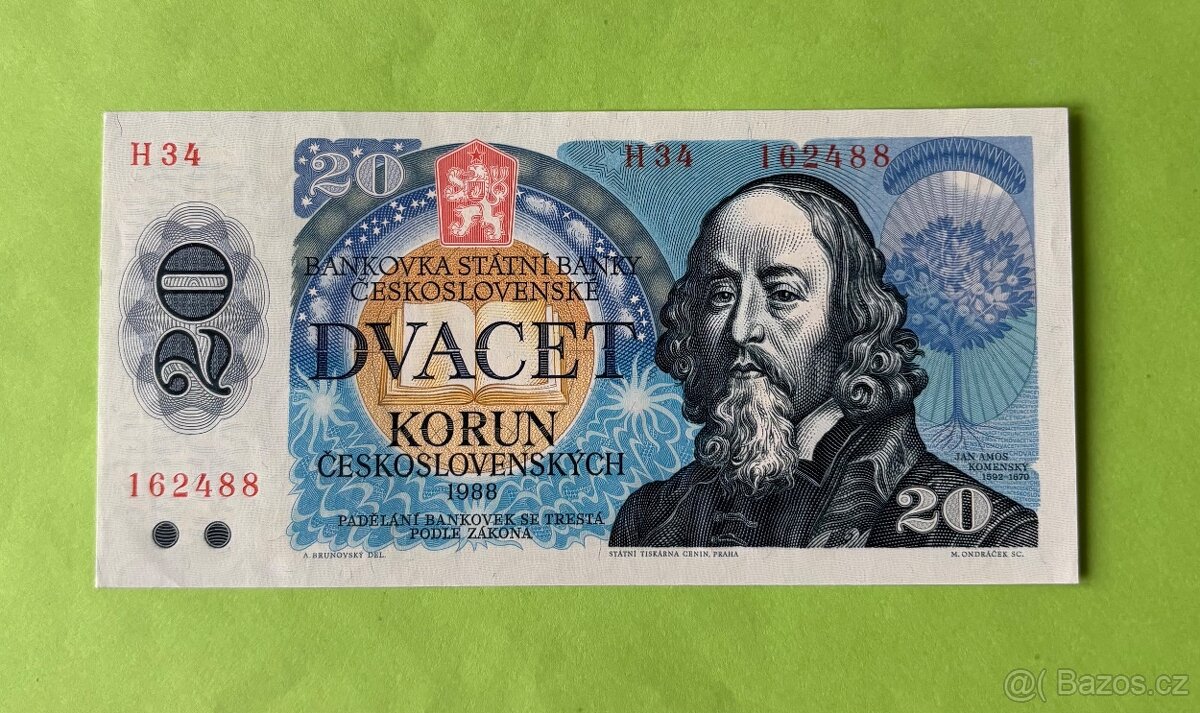 H 34
H 34 162488
20
20
BANKOVKA STÁTNÍ BANKY
ČESKOSLOVENSKÉ
DVACET
KORUN
ČESKOSLOVENSKÝCH
1988
PADĚLÁNÍ BANKOVEK SE TRESTÁ
PODLE ZÁKONA
162488
JAN AMOS
KOMENSKÝ
1592-1670
20
A. BRUNOVSKÝ DEL.
STÁTNÍ TISKÁRNA CENIN, PRAHA
M. ONDRÁČEK SC.
@( Bazos.cz